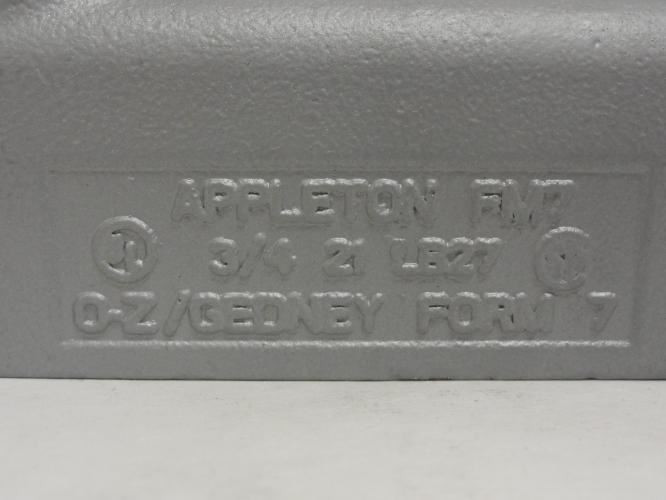 APPLETON FM7
3/4 21 LB27
O-Z/GEDNEY FORM 7